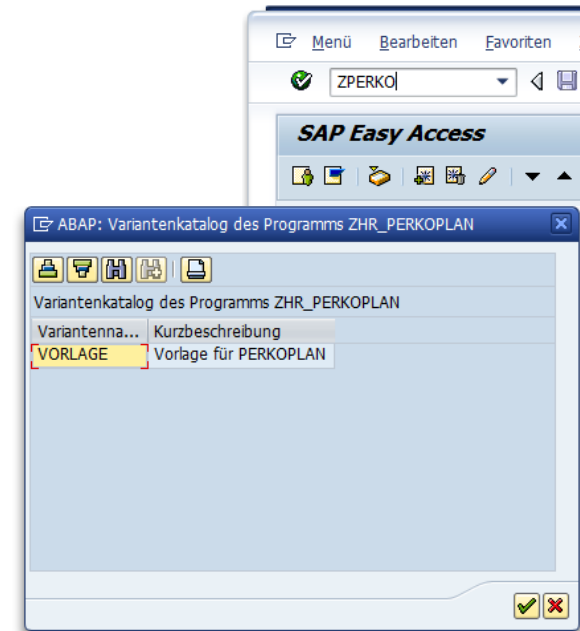 Menü Bearbeiten Favoriten
ZPERKO
SAP Easy Access
ABAP: Variantenkatalog des Programms ZHR_PERKOPLAN
Variantenkatalog des Programms ZHR_PERKOPLAN
Variantenna... Kurzbeschreibung
VORLAGE Vorlage für PERKOPLAN